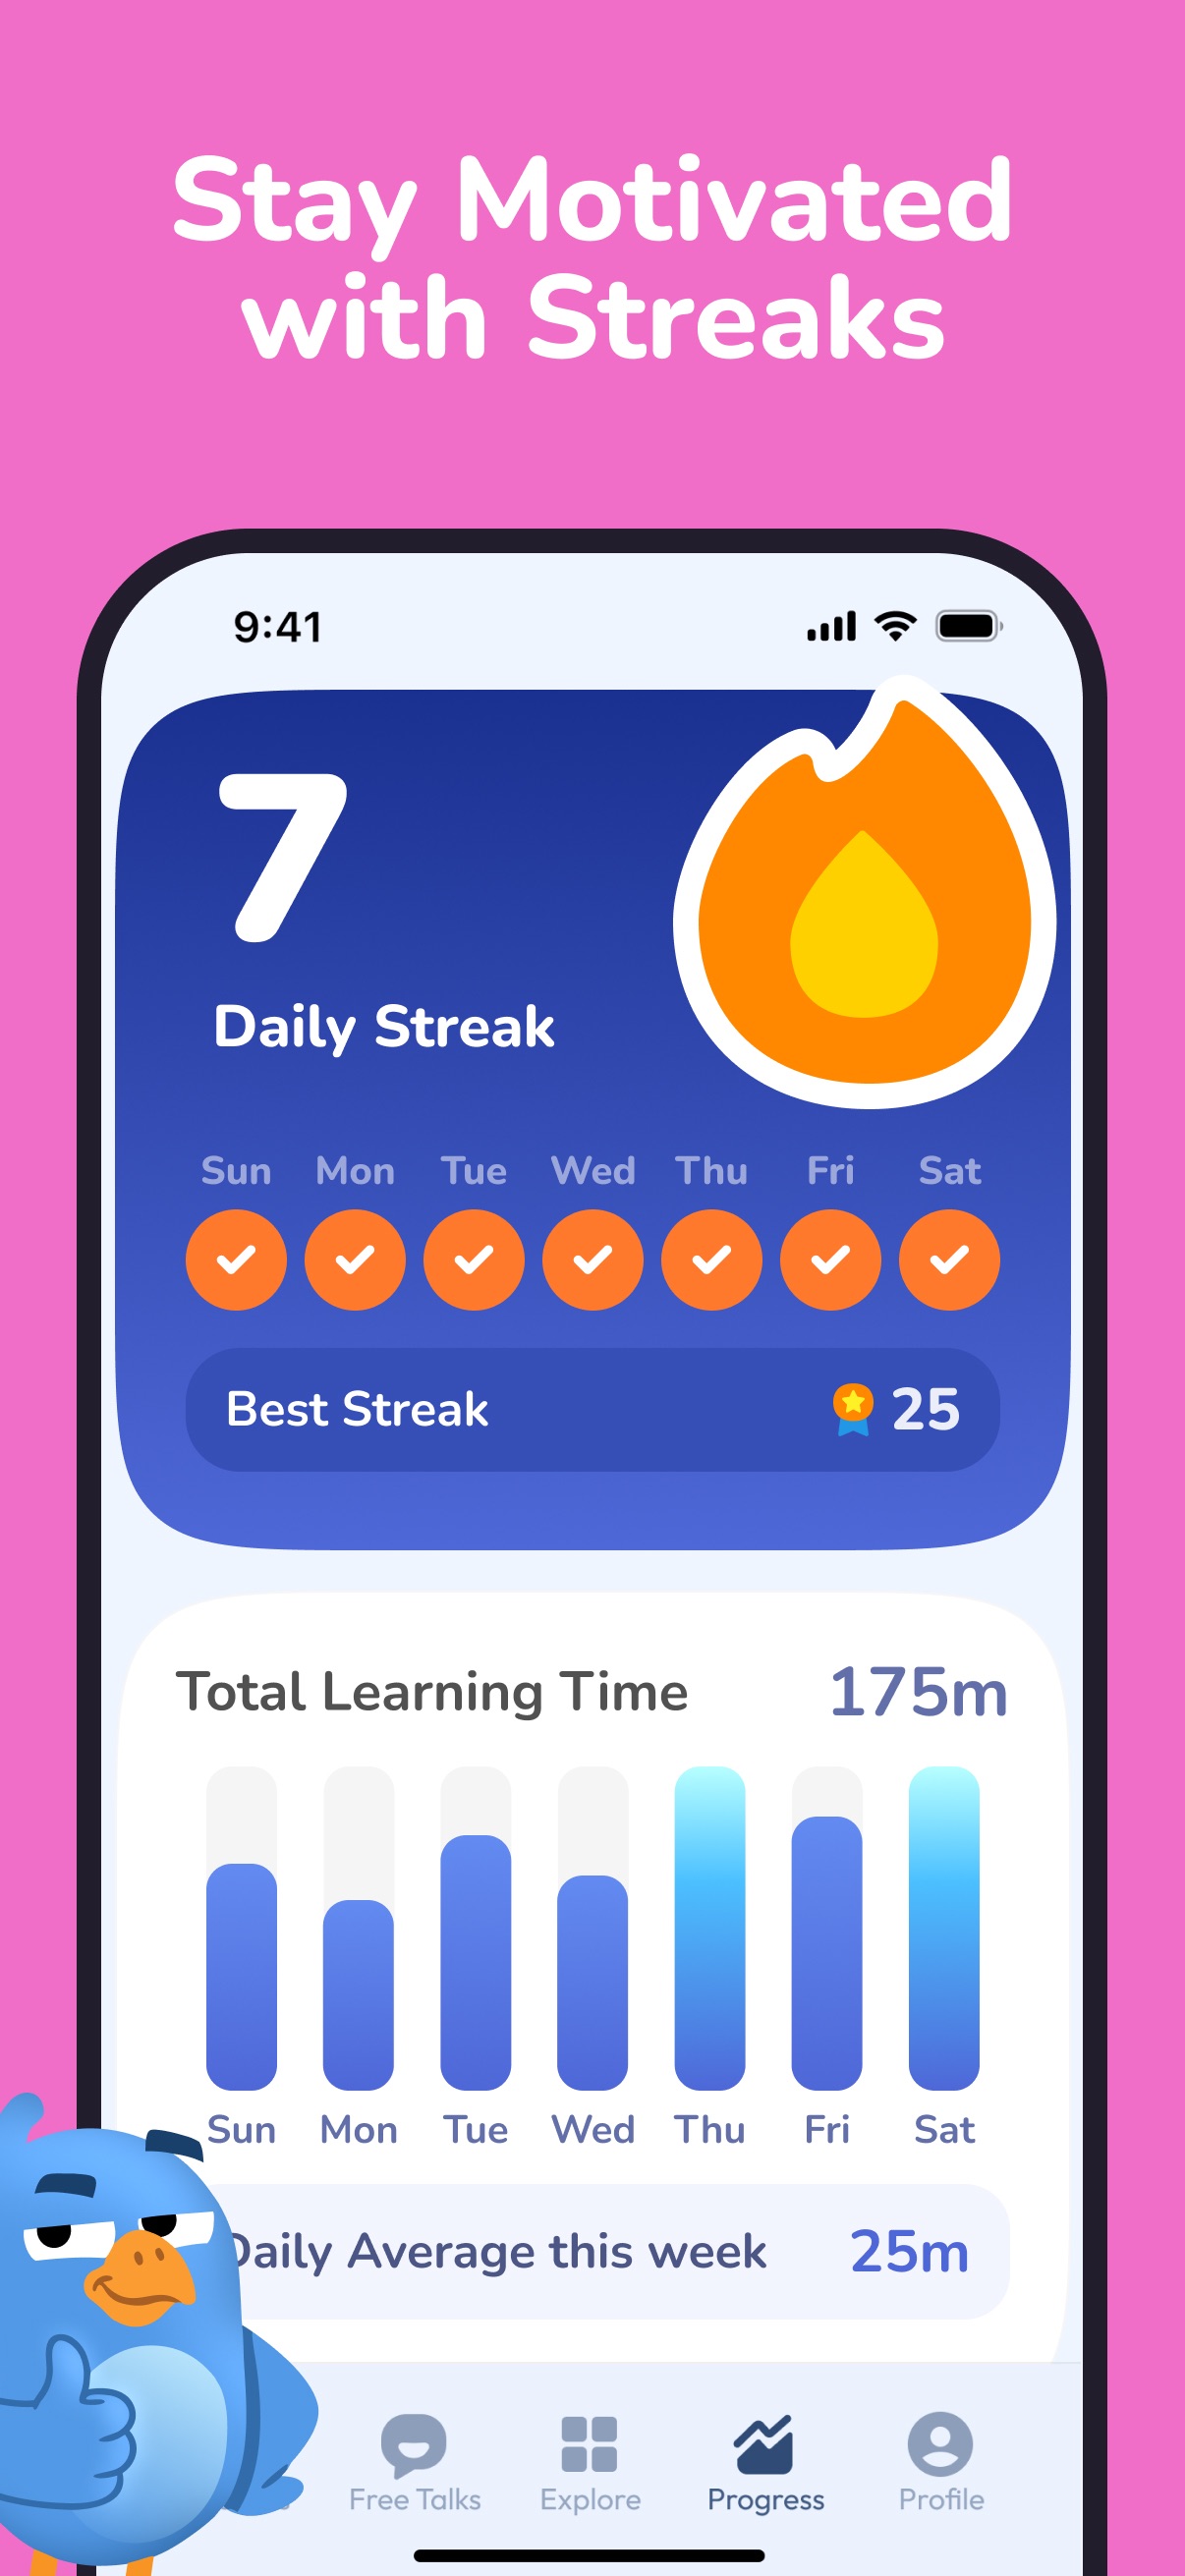 Stay Motivated
with Streaks
9:41
7
Daily Streak
Sun Mon Tue Wed Thu Fri Sat
Best Streak 25
Total Learning Time 175m
Sun Mon Tue Wed Thu Fri Sat
Daily Average this week 25m
Free Talks Explore Progress Profile